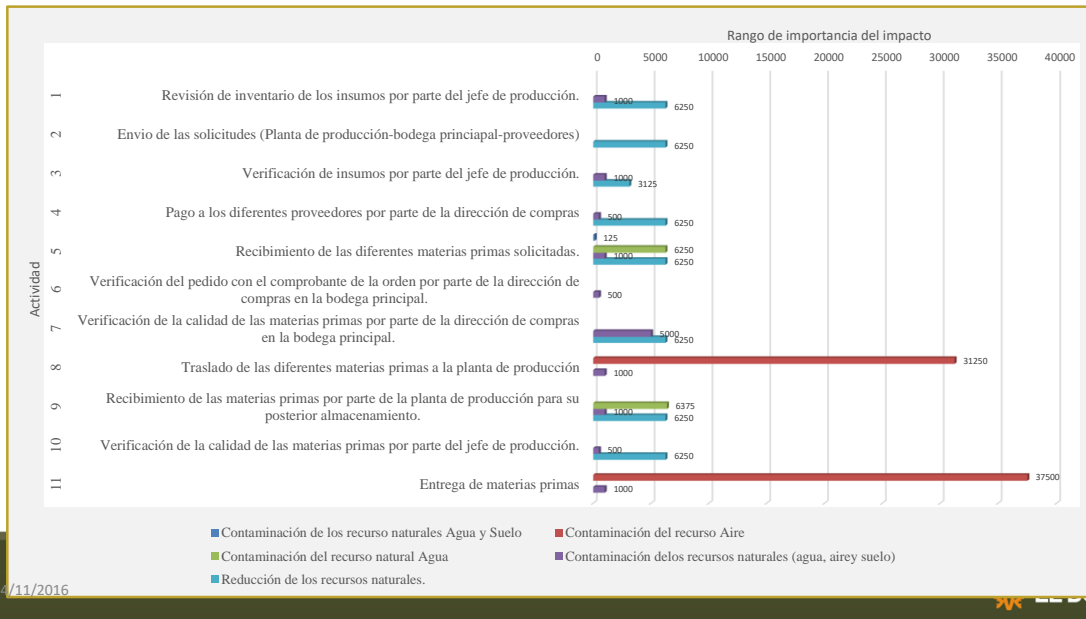 Rango de importancia del impacto
0 5000 10000 15000 20000 25000 30000 35000 40000
Actividad
1 Revisión de inventario de los insumos por parte del jefe de producción. 1000 6250
2 Envio de las solicitudes (Planta de producción-bodega princiapal-proveedores) 6250
3 Verificación de insumos por parte del jefe de producción. 1000 3125
4 Pago a los diferentes proveedores por parte de la dirección de compras 500 6250
125
5 Recibimiento de las diferentes materias primas solicitadas. 6250 1000 6250
6 Verificación del pedido con el comprobante de la orden por parte de la dirección de
compras en la bodega principal. 500
7 Verificación de la calidad de las materias primas por parte de la dirección de compras
en la bodega principal. 5000 6250
8 Traslado de las diferentes materias primas a la planta de producción 31250 1000
9 Recibimiento de las materias primas por parte de la planta de producción para su
posterior almacenamiento. 6375 1000 6250
10 Verificación de la calidad de las materias primas por parte del jefe de producción. 500 6250
11 Entrega de materias primas 37500 1000
Contaminación de los recurso naturales Agua y Suelo
Contaminación del recurso Aire
Contaminación del recurso natural Agua
Contaminación delos recursos naturales (agua, airey suelo)
Reducción de los recursos naturales.
4/11/2016